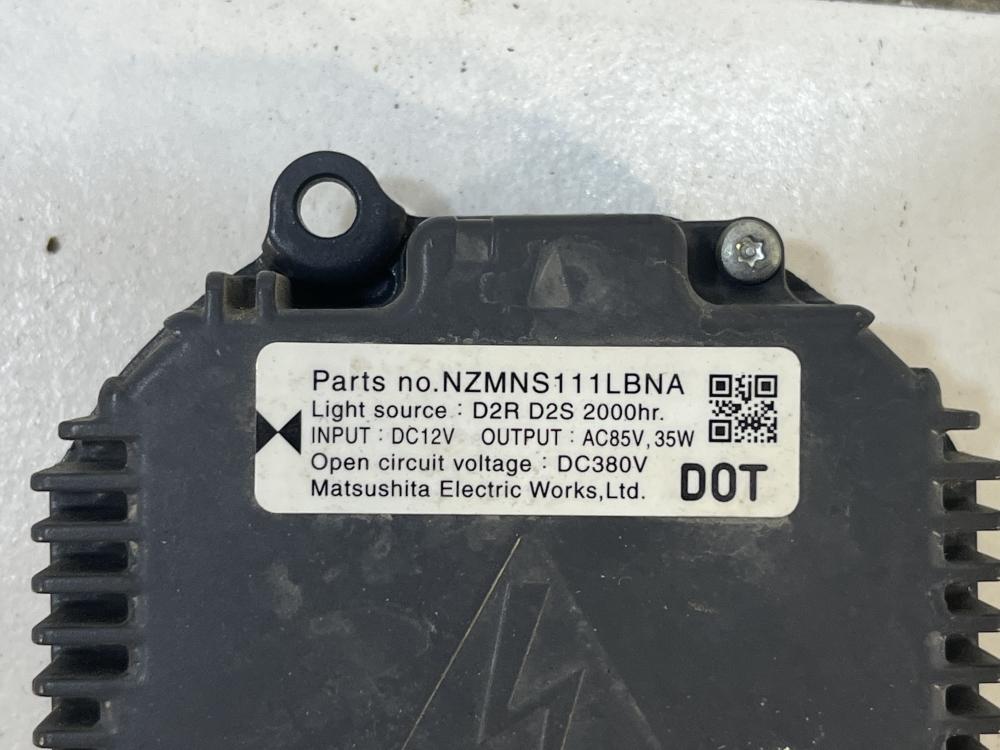 Parts no.NZMNS111LBNA
Light source : D2R D2S 2000hr.
INPUT : DC12V OUTPUT : AC85V, 35W
Open circuit voltage : DC380V
Matsushita Electric Works,Ltd.
DOT